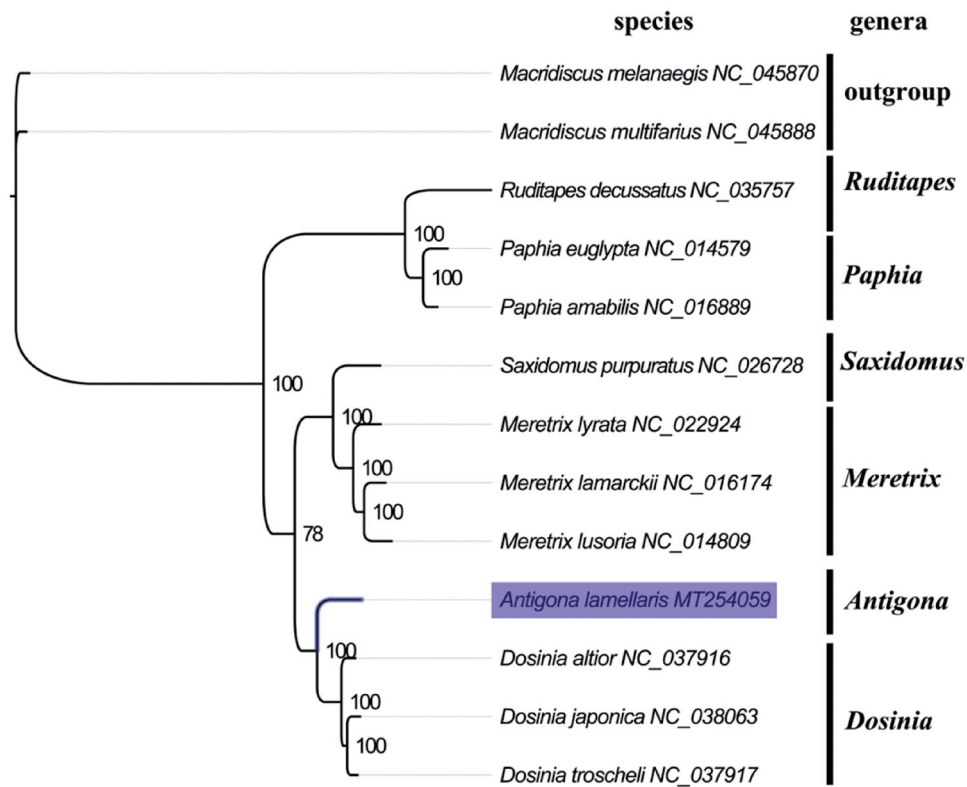 species genera
Macridiscus melanaegis NC_045870
outgroup
Macridiscus multifarius NC_045888
Ruditapes decussatus NC_035757
Ruditapes
100
Paphia euglypta NC_014579
100
Paphia
Paphia amabilis NC_016889
Saxidomus purpuratus NC_026728
Saxidomus
100
100
Meretrix lyrata NC_022924
100
Meretrix
Meretrix lamarckii NC_016174
100
78
Meretrix lusoria NC_014809
Antigona lamellaris MT254059
Antigona
100
Dosinia altior NC_037916
100
Dosinia japonica NC_038063
Dosinia
100
Dosinia troscheli NC_037917